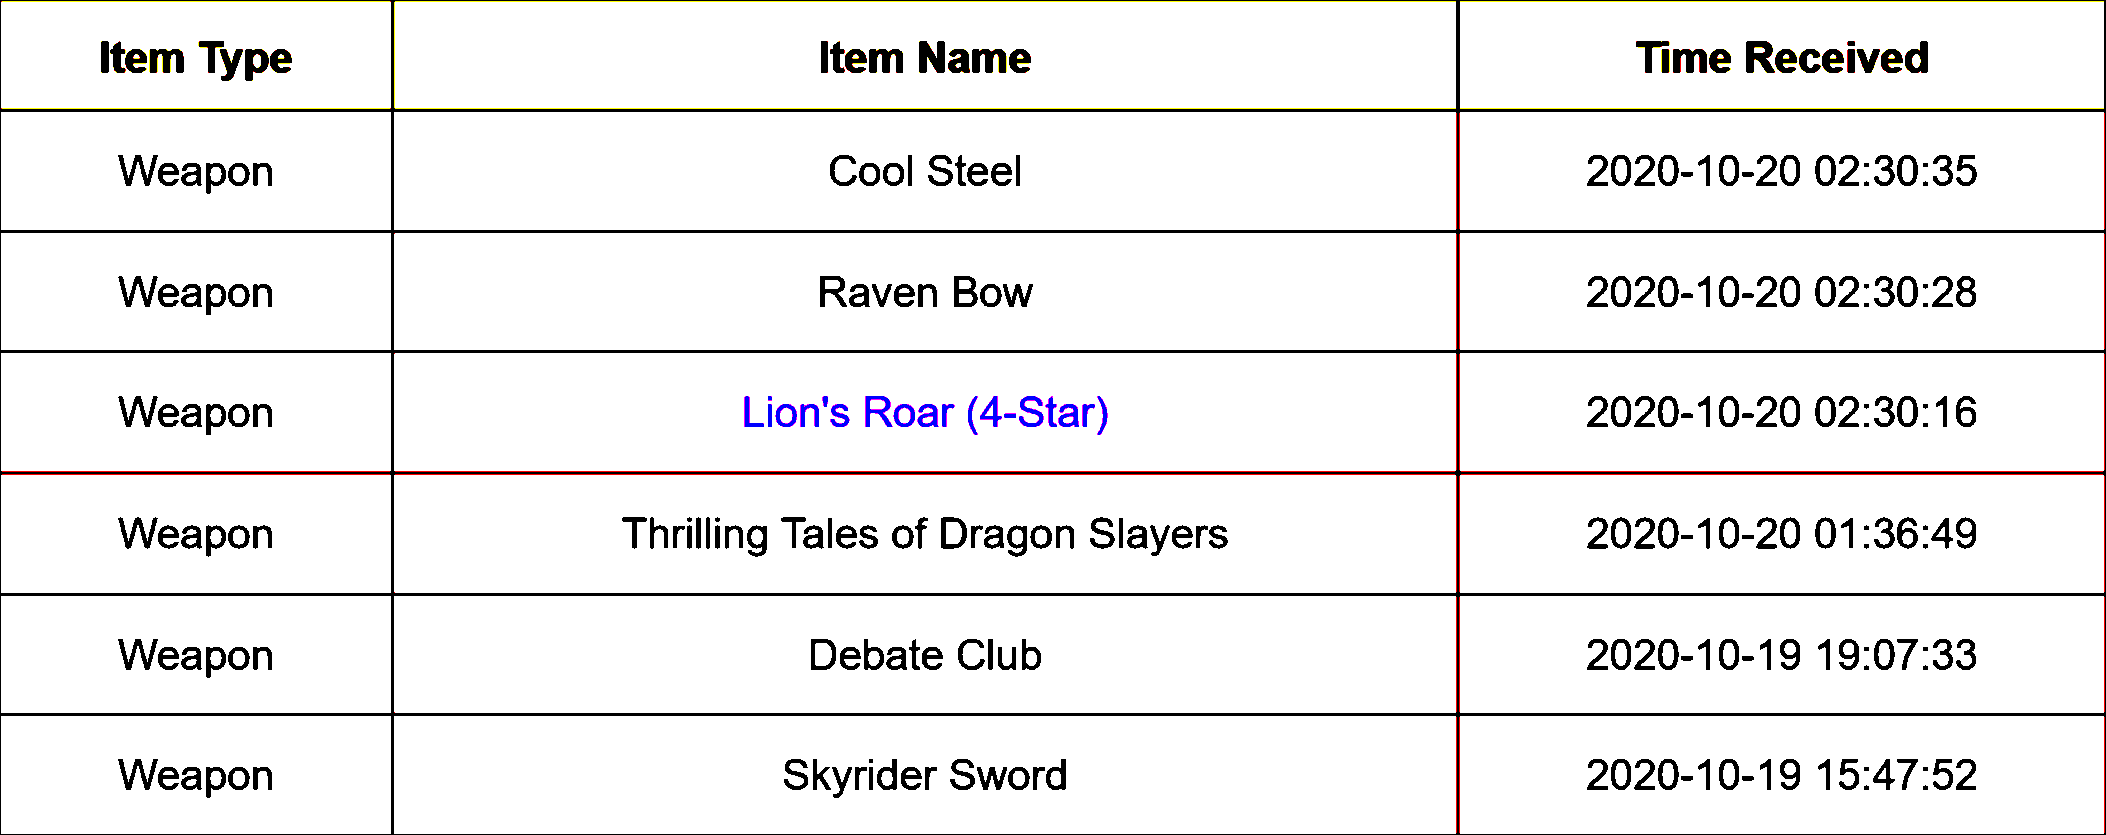 Item Type Item Name Time Received
Weapon Cool Steel 2020-10-20 02:30:35
Weapon Raven Bow 2020-10-20 02:30:28
Weapon Lion's Roar (4-Star) 2020-10-20 02:30:16
Weapon Thrilling Tales of Dragon Slayers 2020-10-20 01:36:49
Weapon Debate Club 2020-10-19 19:07:33
Weapon Skyrider Sword 2020-10-19 15:47:52